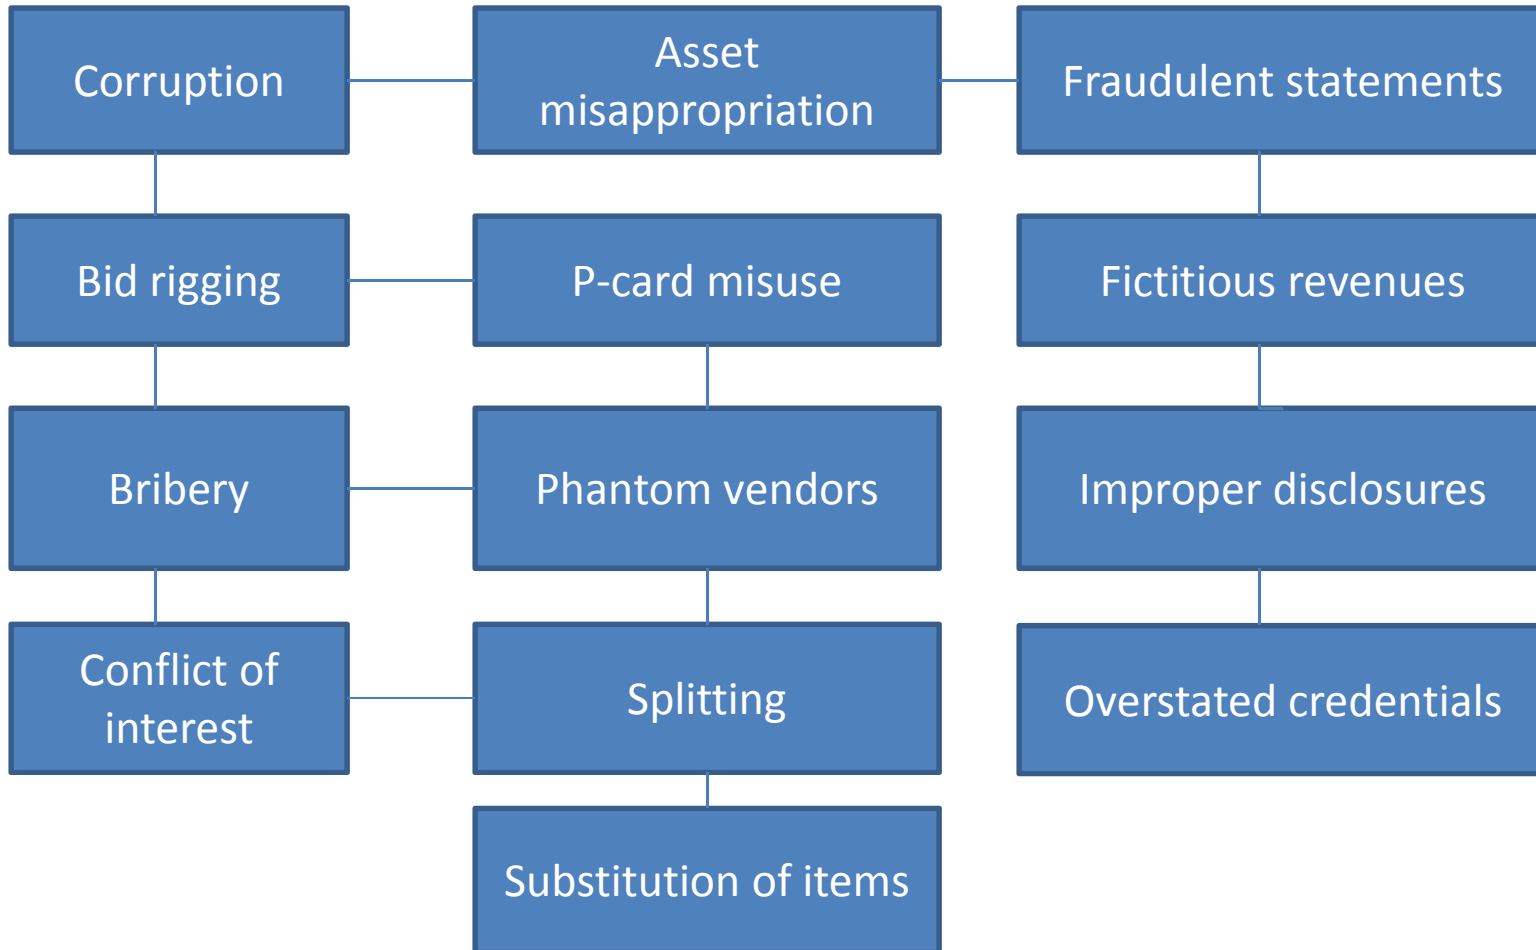 Corruption
Asset
misappropriation
Fraudulent statements
Bid rigging
P-card misuse
Fictitious revenues
Bribery
Phantom vendors
Improper disclosures
Conflict of
interest
Splitting
Overstated credentials
Substitution of items